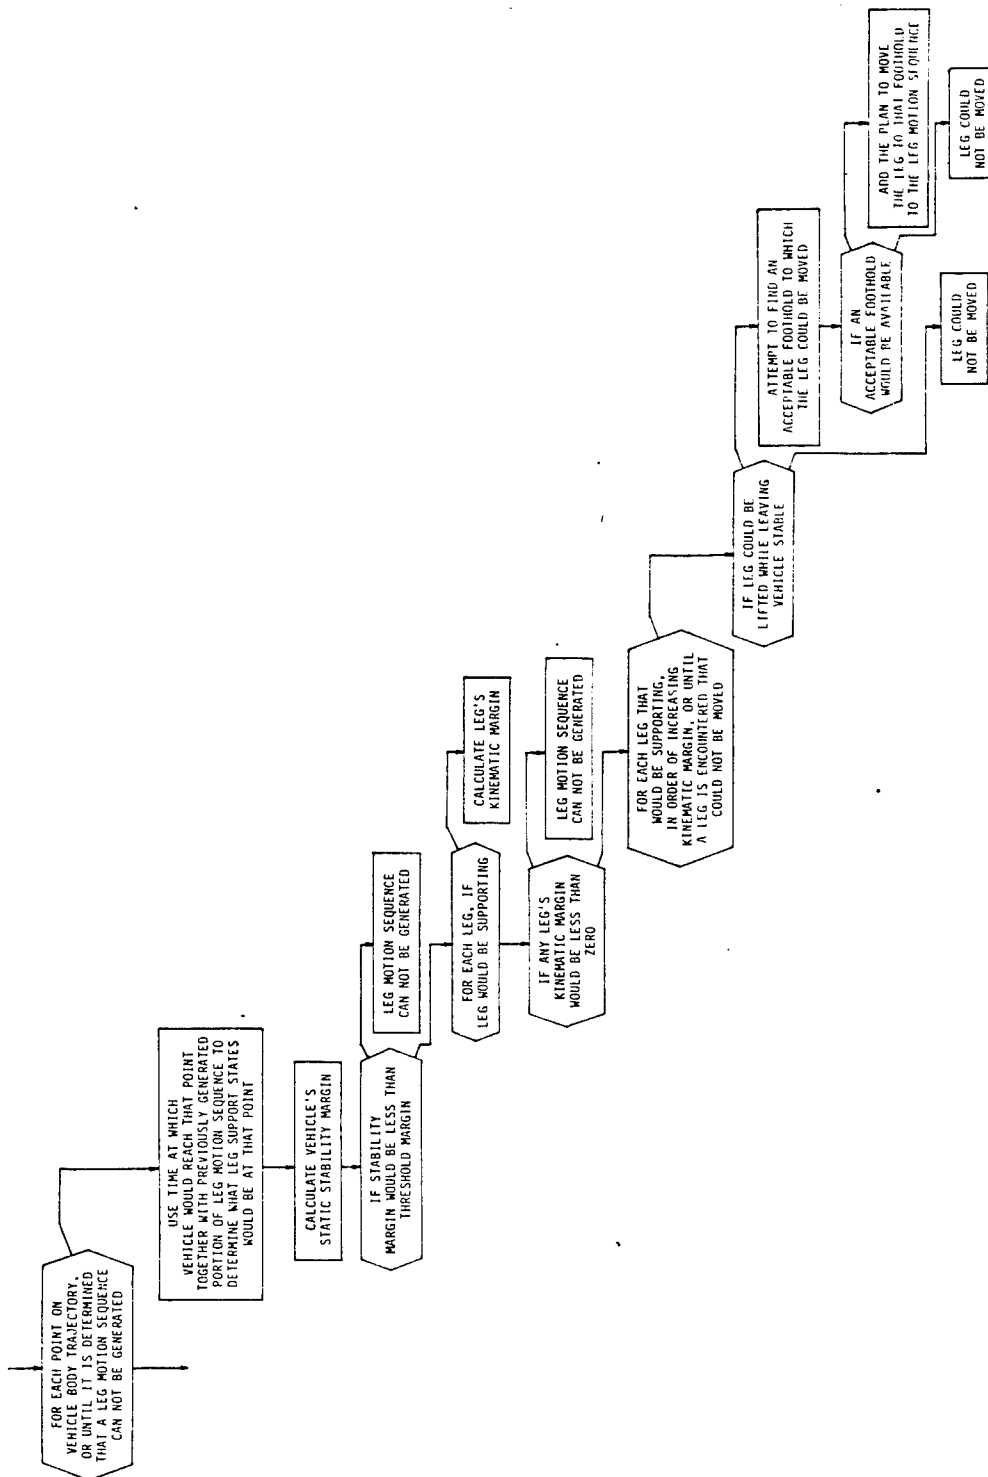 FOR EACH POINT ON
VEHICLE BODY TRAJECTORY,
OR UNTIL IT IS DETERMINED
THAT A LEG MOTION SEQUENCE
CAN NOT BE GENERATED
USE TIME AT WHICH
VEHICLE WOULD REACH THAT POINT
TOGETHER WITH PREVIOUSLY GENERATED
PORTION OF LEG MOTION SEQUENCE TO
DETERMINE WHAT LEG SUPPORT STATES
WOULD BE AT THAT POINT
CALCULATE VEHICLE'S
STATIC STABILITY MARGIN
IF STABILITY
MARGIN WOULD BE LESS THAN
THRESHOLD MARGIN
LEG MOTION SEQUENCE
CAN NOT BE GENERATED
FOR EACH LEG, IF
LEG WOULD BE SUPPORTING
CALCULATE LEG'S
KINEMATIC MARGIN
IF ANY LEG'S
KINEMATIC MARGIN
WOULD BE LESS THAN
ZERO
LEG MOTION SEQUENCE
CAN NOT BE GENERATED
FOR EACH LEG THAT
WOULD BE SUPPORTING,
IN ORDER OF INCREASING
KINEMATIC MARGIN, OR UNTIL
A LEG IS ENCOUNTERED THAT
COULD NOT BE MOVED
IF LEG COULD BE
LIFTED WHILE LEAVING
VEHICLE STABLE
ATTEMPT TO FIND AN
ACCEPTABLE FOOTHOLD TO WHICH
THE LEG COULD BE MOVED
IF AN
ACCEPTABLE FOOTHOLD
WOULD BE AVAILABLE
ADD THE PLAN TO MOVE
THE LEG TO THAT FOOTHOLD
TO THE LEG MOTION SEQUENCE
LEG COULD
NOT BE MOVED
LEG COULD
NOT BE MOVED